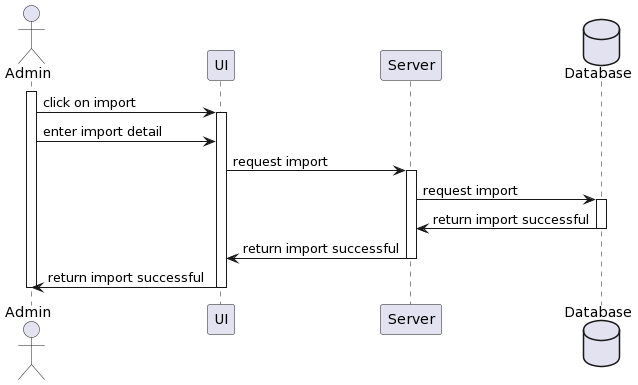 Admin
UI
Server
Database
click on import
enter import detail
request import
request import
return import successful
return import successful
return import successful
Admin
UI
Server
Database